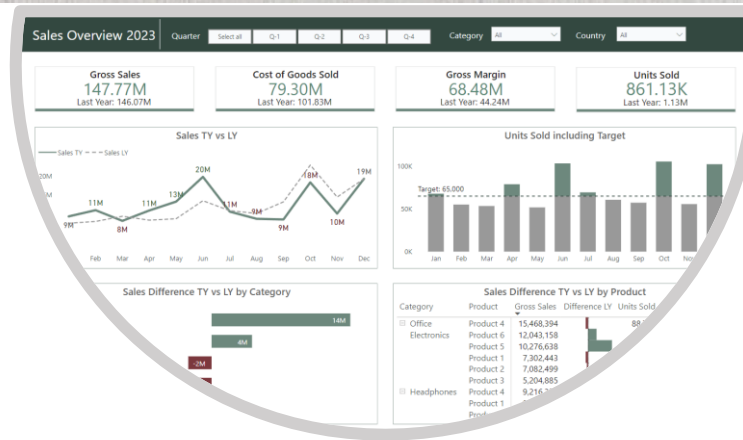 Sales Overview 2023 Quarter Select all Q-1 Q-2 Q-3 Q-4 Category All Country All
Gross Sales
147.77M
Last Year: 146.07M
Cost of Goods Sold
79.30M
Last Year: 101.83M
Gross Margin
68.48M
Last Year: 44.24M
Units Sold
861.13K
Last Year: 1.13M
Sales TY vs LY
Sales TY Sales LY
20M
9M 11M 8M 11M 13M 20M 11M 9M 9M 18M 10M 19M
Feb Mar Apr May Jun Jul Aug Sep Oct Nov Dec
Units Sold including Target
100K
Target: 65.000
50K
0K
Jan Feb Mar Apr May Jun Jul Aug Sep Oct Nov
Sales Difference TY vs LY by Category
14M
4M
-2M
Sales Difference TY vs LY by Product
Category Product Gross Sales Difference LY Units Sold
Office Product 4 15,468,394 88
Electronics Product 6 12,043,158
Product 5 10,276,638
Product 1 7,302,443
Product 2 7,082,499
Product 3 5,204,885
Headphones Product 4
Product 1